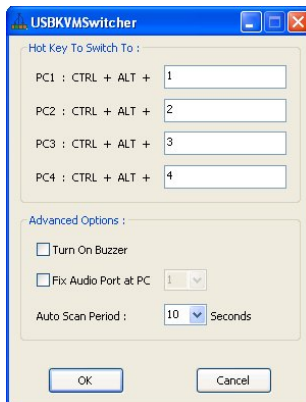 USBKVMSwitcher
Hot Key To Switch To :
PC1 : CTRL + ALT + 1
PC2 : CTRL + ALT + 2
PC3 : CTRL + ALT + 3
PC4 : CTRL + ALT + 4
Advanced Options :
Turn On Buzzer
Fix Audio Port at PC 1
Auto Scan Period : 10 Seconds
OK Cancel